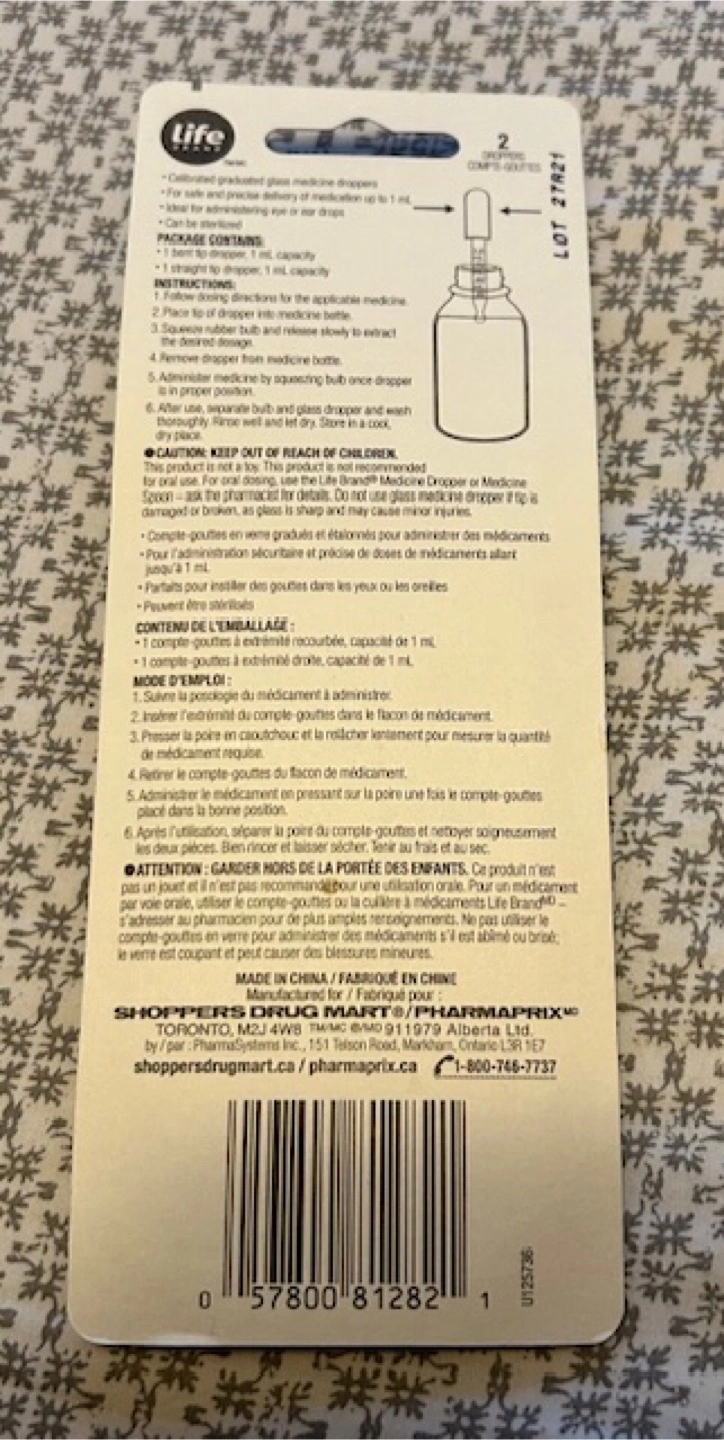 Life
BRAND
TM/MC
2
DROPPERS
COMPTE-GOUTTES
LOT 27A21
• Calibrated graduated glass medicine droppers
• For safe and precise delivery of medication up to 1 mL
• Ideal for administering eye or ear drops
• Can be sterilized
PACKAGE CONTAINS:
• 1 bent tip dropper, 1 mL capacity
• 1 straight tip dropper, 1 mL capacity
INSTRUCTIONS:
1. Follow dosing directions for the applicable medicine.
2. Place tip of dropper into medicine bottle.
3. Squeeze rubber bulb and release slowly to extract
the desired dosage.
4. Remove dropper from medicine bottle.
5. Administer medicine by squeezing bulb once dropper
is in proper position.
6. After use, separate bulb and glass dropper and wash
thoroughly. Rinse well and let dry. Store in a cool,
dry place.
CAUTION: KEEP OUT OF REACH OF CHILDREN.
This product is not a toy. This product is not recommended
for oral use. For oral dosing, use the Life Brand® Medicine Dropper or Medicine
Spoon – ask the pharmacist for details. Do not use glass medicine dropper if tip is
damaged or broken, as glass is sharp and may cause minor injuries.
• Compte-gouttes en verre gradués et étalonnés pour administrer des médicaments
• Pour l'administration sécuritaire et précise de doses de médicaments allant
jusqu'à 1 mL
• Parfaits pour instiller des gouttes dans les yeux ou les oreilles
• Peuvent être stérilisés
CONTENU DE L'EMBALLAGE :
• 1 compte-gouttes à extrémité recourbée, capacité de 1 mL
• 1 compte-gouttes à extrémité droite, capacité de 1 mL
MODE D'EMPLOI :
1. Suivre la posologie du médicament à administrer.
2. Insérer l'extrémité du compte-gouttes dans le flacon de médicament.
3. Presser la poire en caoutchouc et la relâcher lentement pour mesurer la quantité
de médicament requise.
4. Retirer le compte-gouttes du flacon de médicament.
5. Administrer le médicament en pressant sur la poire une fois le compte-gouttes
placé dans la bonne position.
6. Après l'utilisation, séparer la poire du compte-gouttes et nettoyer soigneusement
les deux pièces. Bien rincer et laisser sécher. Tenir au frais et au sec.
ATTENTION : GARDER HORS DE LA PORTÉE DES ENFANTS. Ce produit n'est
pas un jouet et il n'est pas recommandé pour une utilisation orale. Pour un médicament
par voie orale, utiliser le compte-gouttes ou la cuillère à médicaments Life Brand MD –
s'adresser au pharmacien pour de plus amples renseignements. Ne pas utiliser le
compte-gouttes en verre pour administrer des médicaments s'il est abîmé ou brisé;
le verre est coupant et peut causer des blessures mineures.
MADE IN CHINA / FABRIQUÉ EN CHINE
Manufactured for / Fabriqué pour :
SHOPPERS DRUG MART®/PHARMAPRIX MD
TORONTO, M2J 4W8 TM/MC ®/MD 911979 Alberta Ltd.
by / par : PharmaSystems Inc., 151 Telson Road, Markham, Ontario L3R 1E7
shoppersdrugmart.ca / pharmaprix.ca 1-800-746-7737
0 57800 81282 1
U125736